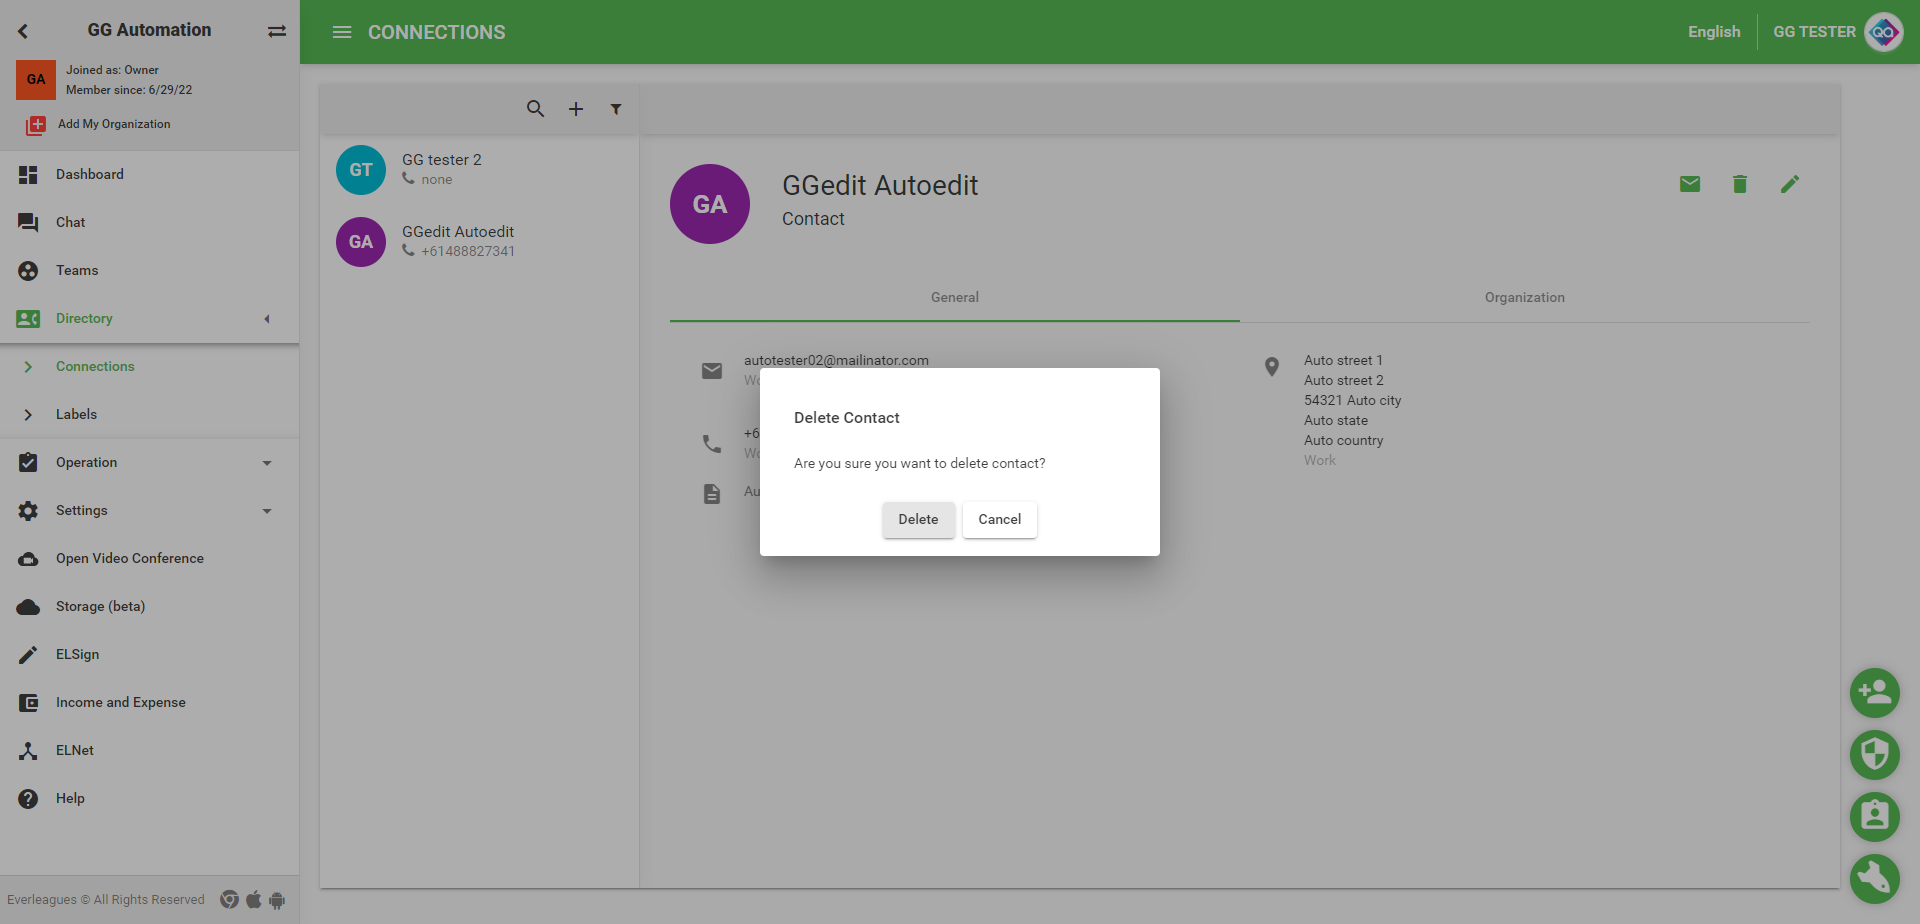 GG Automation
GA
Joined as: Owner
Member since: 6/29/22
Add My Organization
Dashboard
Chat
Teams
Directory
Connections
Labels
Operation
Settings
Open Video Conference
Storage (beta)
ELSign
Income and Expense
ELNet
Help
Everleagues © All Rights Reserved
CONNECTIONS
English
GG TESTER
QA
GT
GG tester 2
none
GA
GGedit Autoedit
+61488827341
GA
GGedit Autoedit
Contact
General
Organization
autotester02@mailinator.com
Auto street 1
Auto street 2
54321 Auto city
Auto state
Auto country
Work
Delete Contact
Are you sure you want to delete contact?
Delete
Cancel